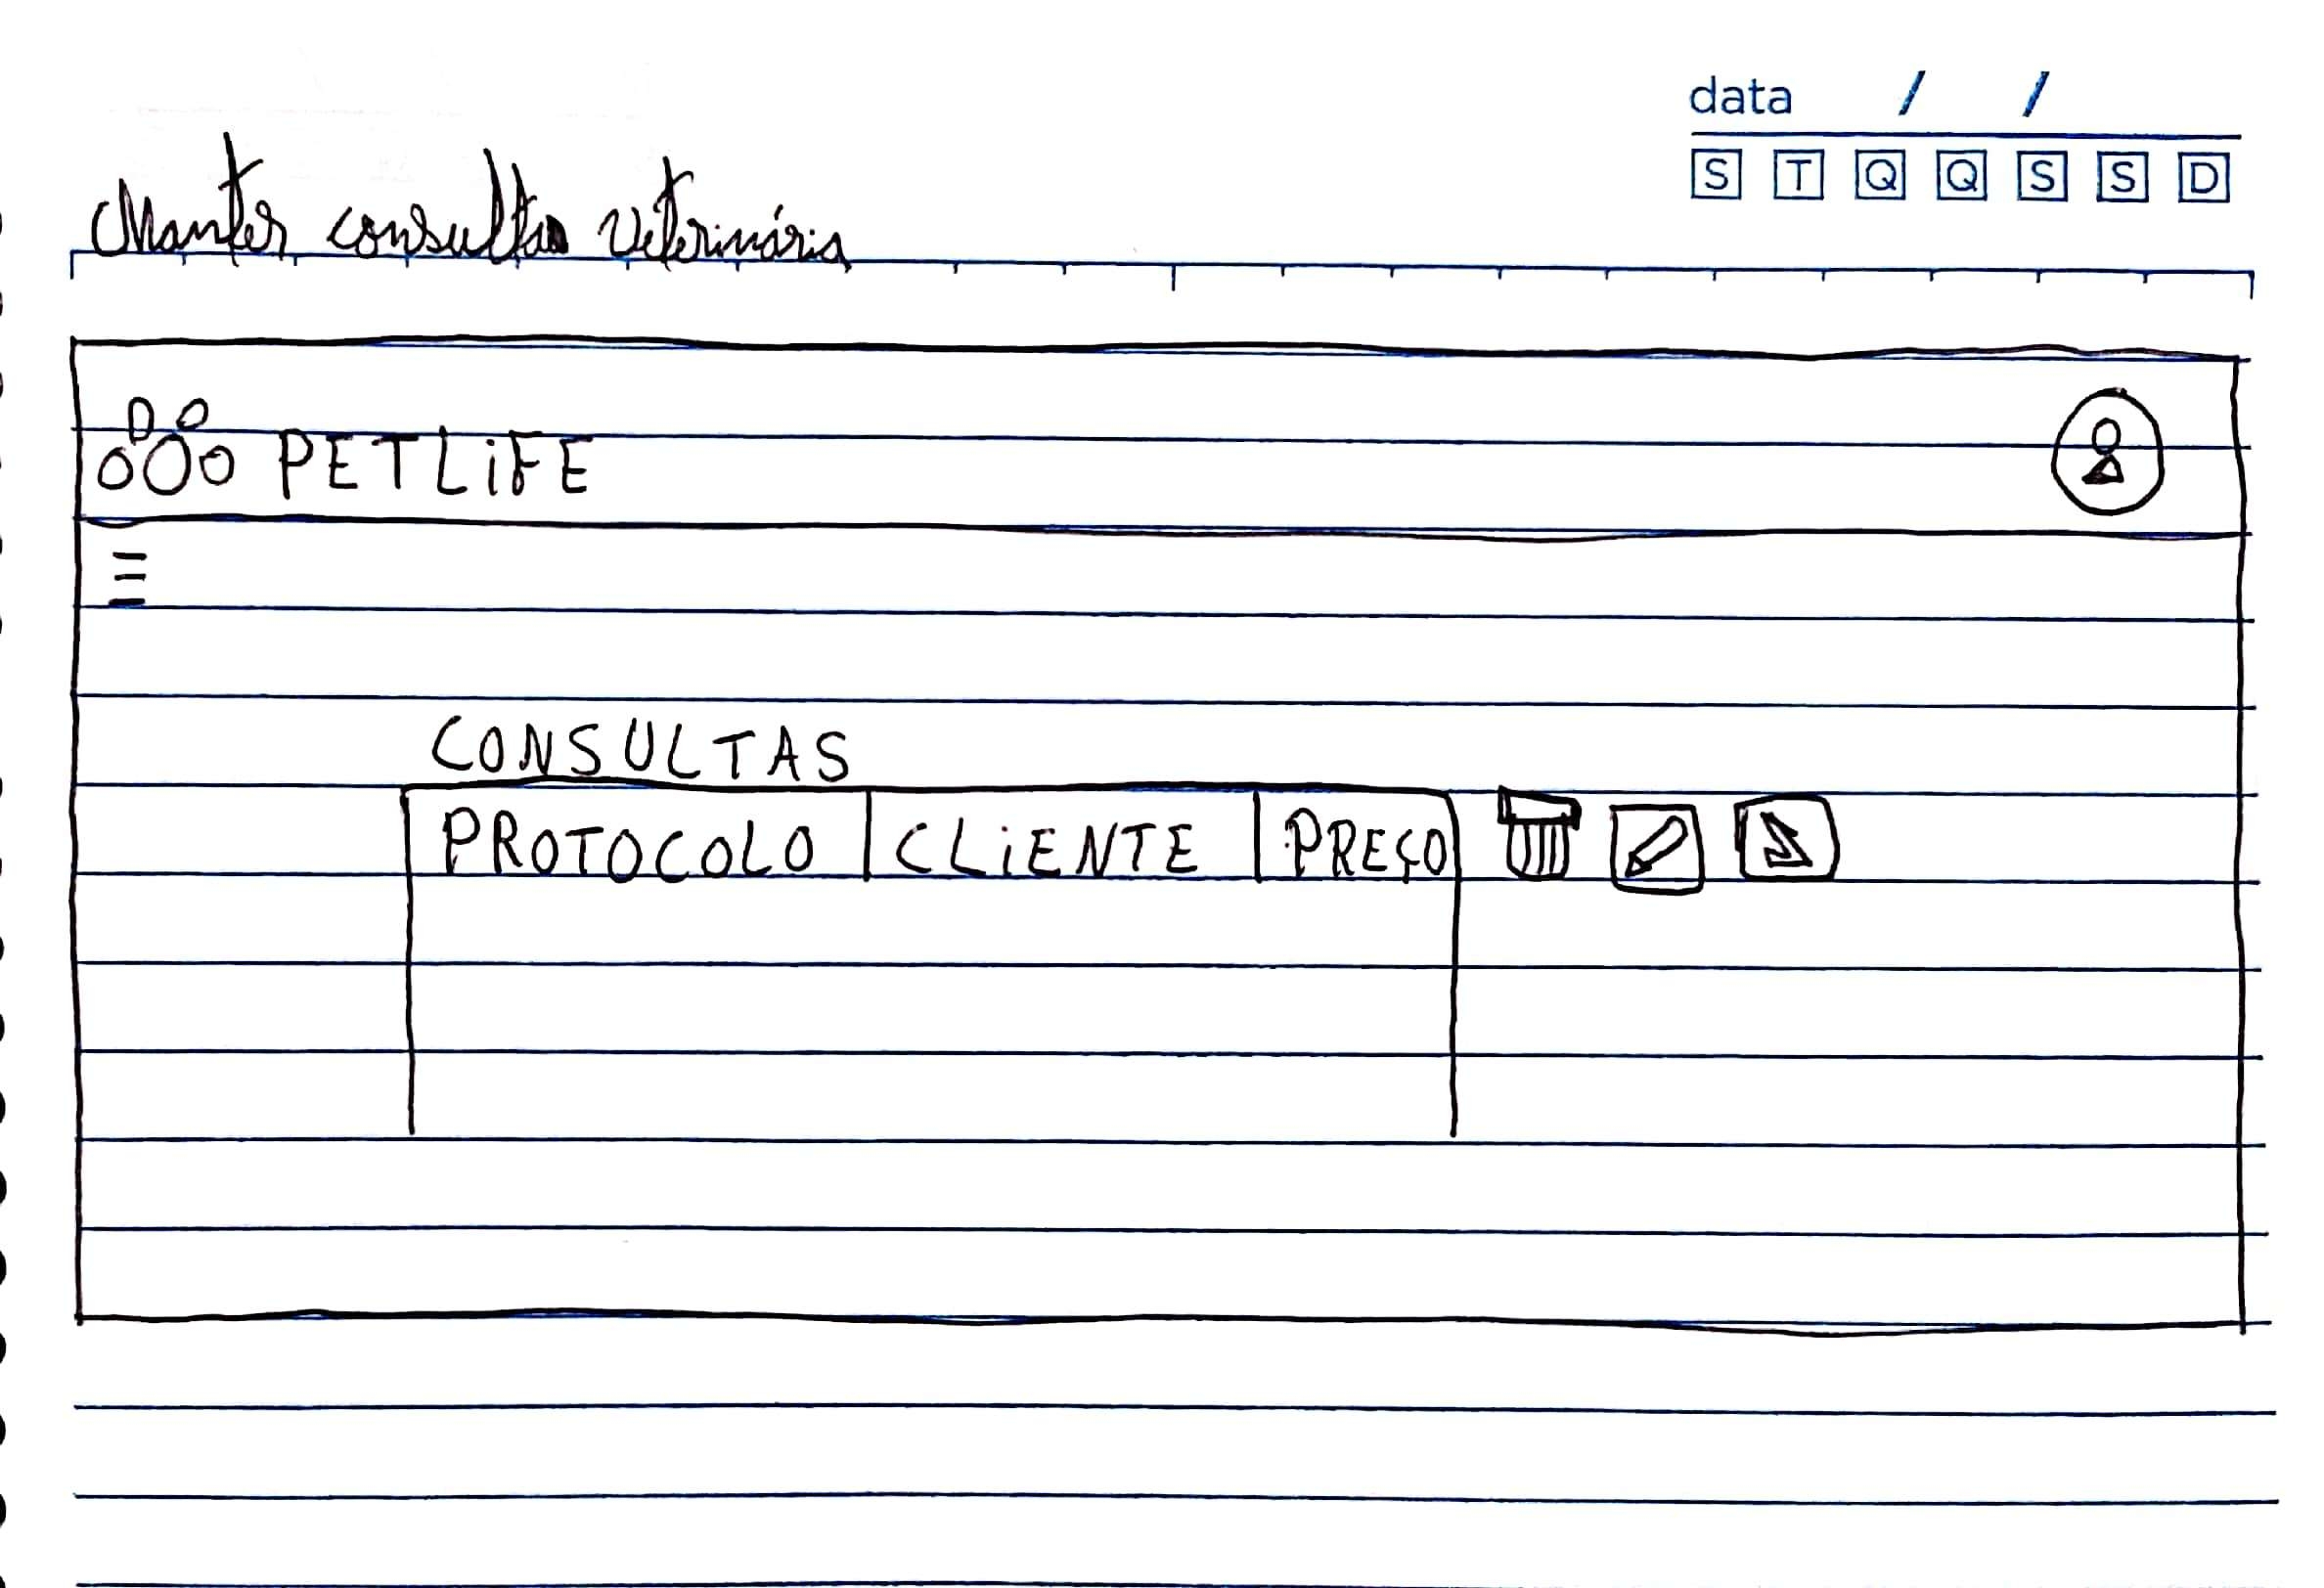 data / /
S T Q Q S S D
Manter consulta veterinária
PETLiFE
CONSULTAS
PROTOCOLO CLiENTE PREÇO